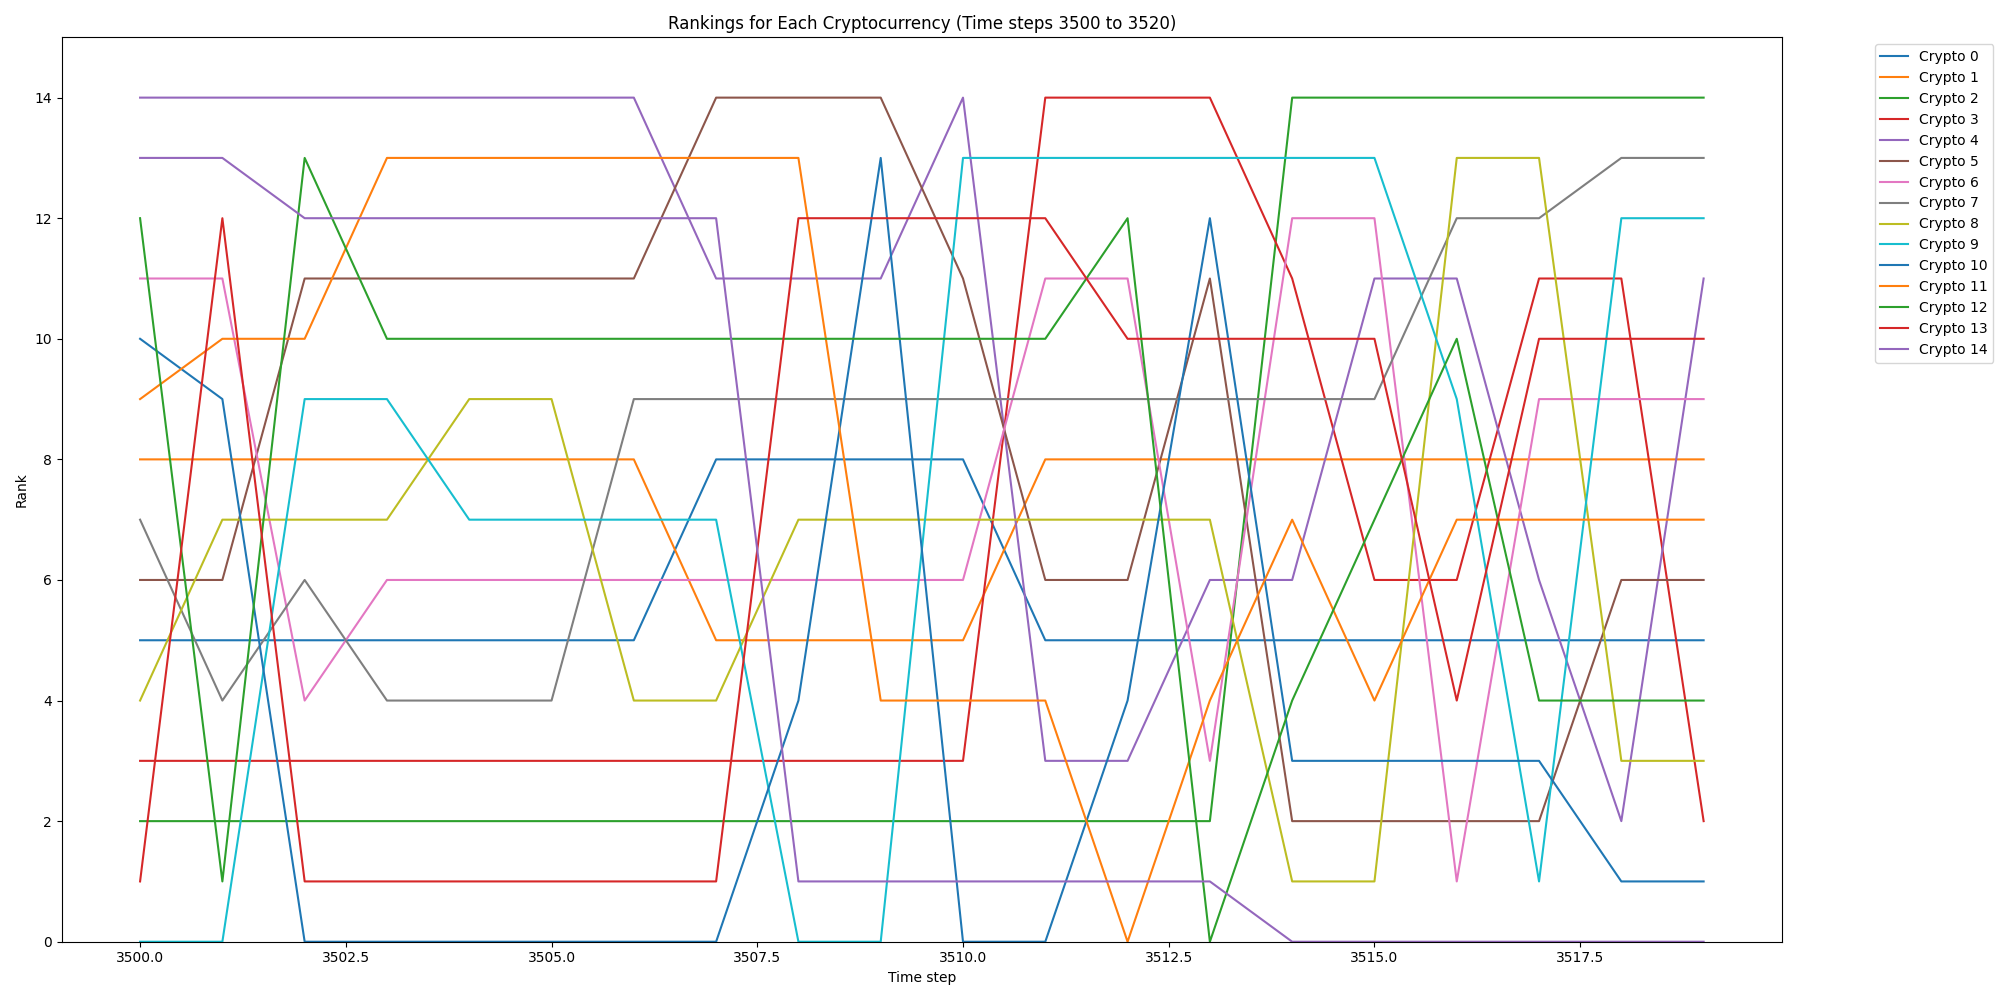 Rankings for Each Cryptocurrency (Time steps 3500 to 3520)
Crypto 0
Crypto 1
Crypto 2
Crypto 3
Crypto 4
Crypto 5
Crypto 6
Crypto 7
Crypto 8
Crypto 9
Crypto 10
Crypto 11
Crypto 12
Crypto 13
Crypto 14
Rank
14
12
10
8
6
4
2
0
3500.0 3502.5 3505.0 3507.5 3510.0 3512.5 3515.0 3517.5
Time step